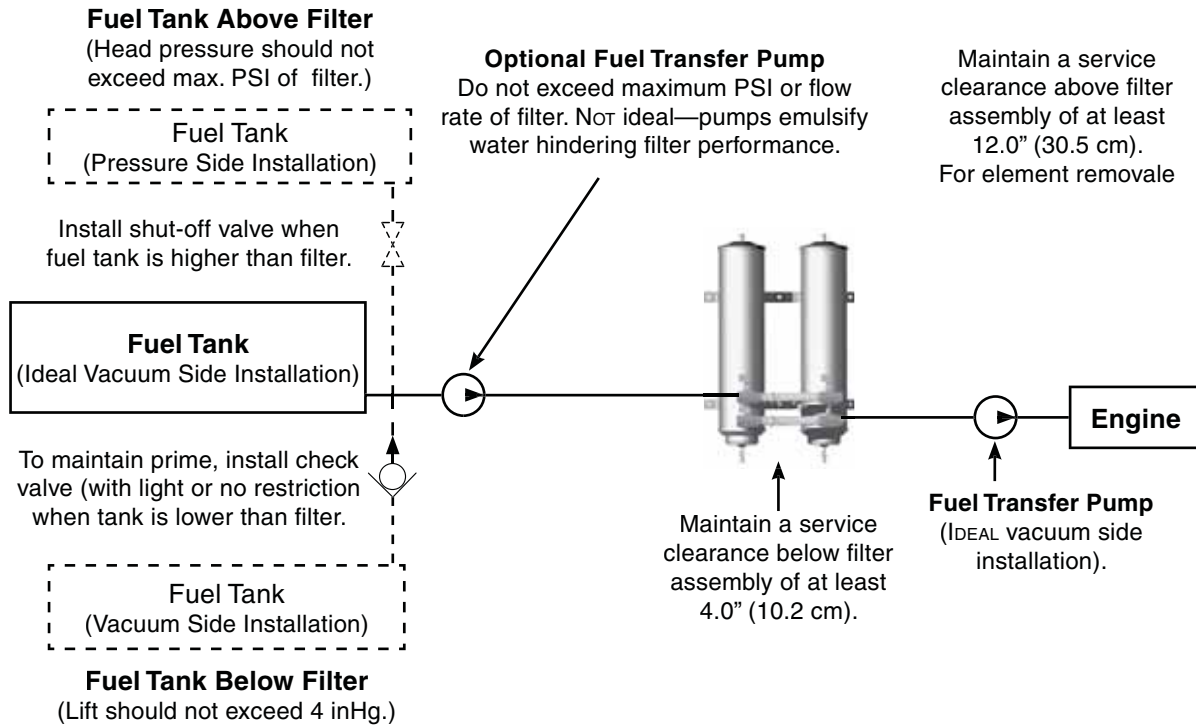 Fuel Tank Above Filter
(Head pressure should not
exceed max. PSI of filter.)
Fuel Tank
(Pressure Side Installation)
Install shut-off valve when
fuel tank is higher than filter.
Fuel Tank
(Ideal Vacuum Side Installation)
To maintain prime, install check
valve (with light or no restriction
when tank is lower than filter.
Fuel Tank
(Vacuum Side Installation)
Fuel Tank Below Filter
(Lift should not exceed 4 inHg.)
Optional Fuel Transfer Pump
Do not exceed maximum PSI or flow
rate of filter. NOT ideal—pumps emulsify
water hindering filter performance.
Maintain a service
clearance above filter
assembly of at least
12.0” (30.5 cm).
For element removale
Maintain a service
clearance below filter
assembly of at least
4.0” (10.2 cm).
Engine
Fuel Transfer Pump
(IDEAL vacuum side
installation).